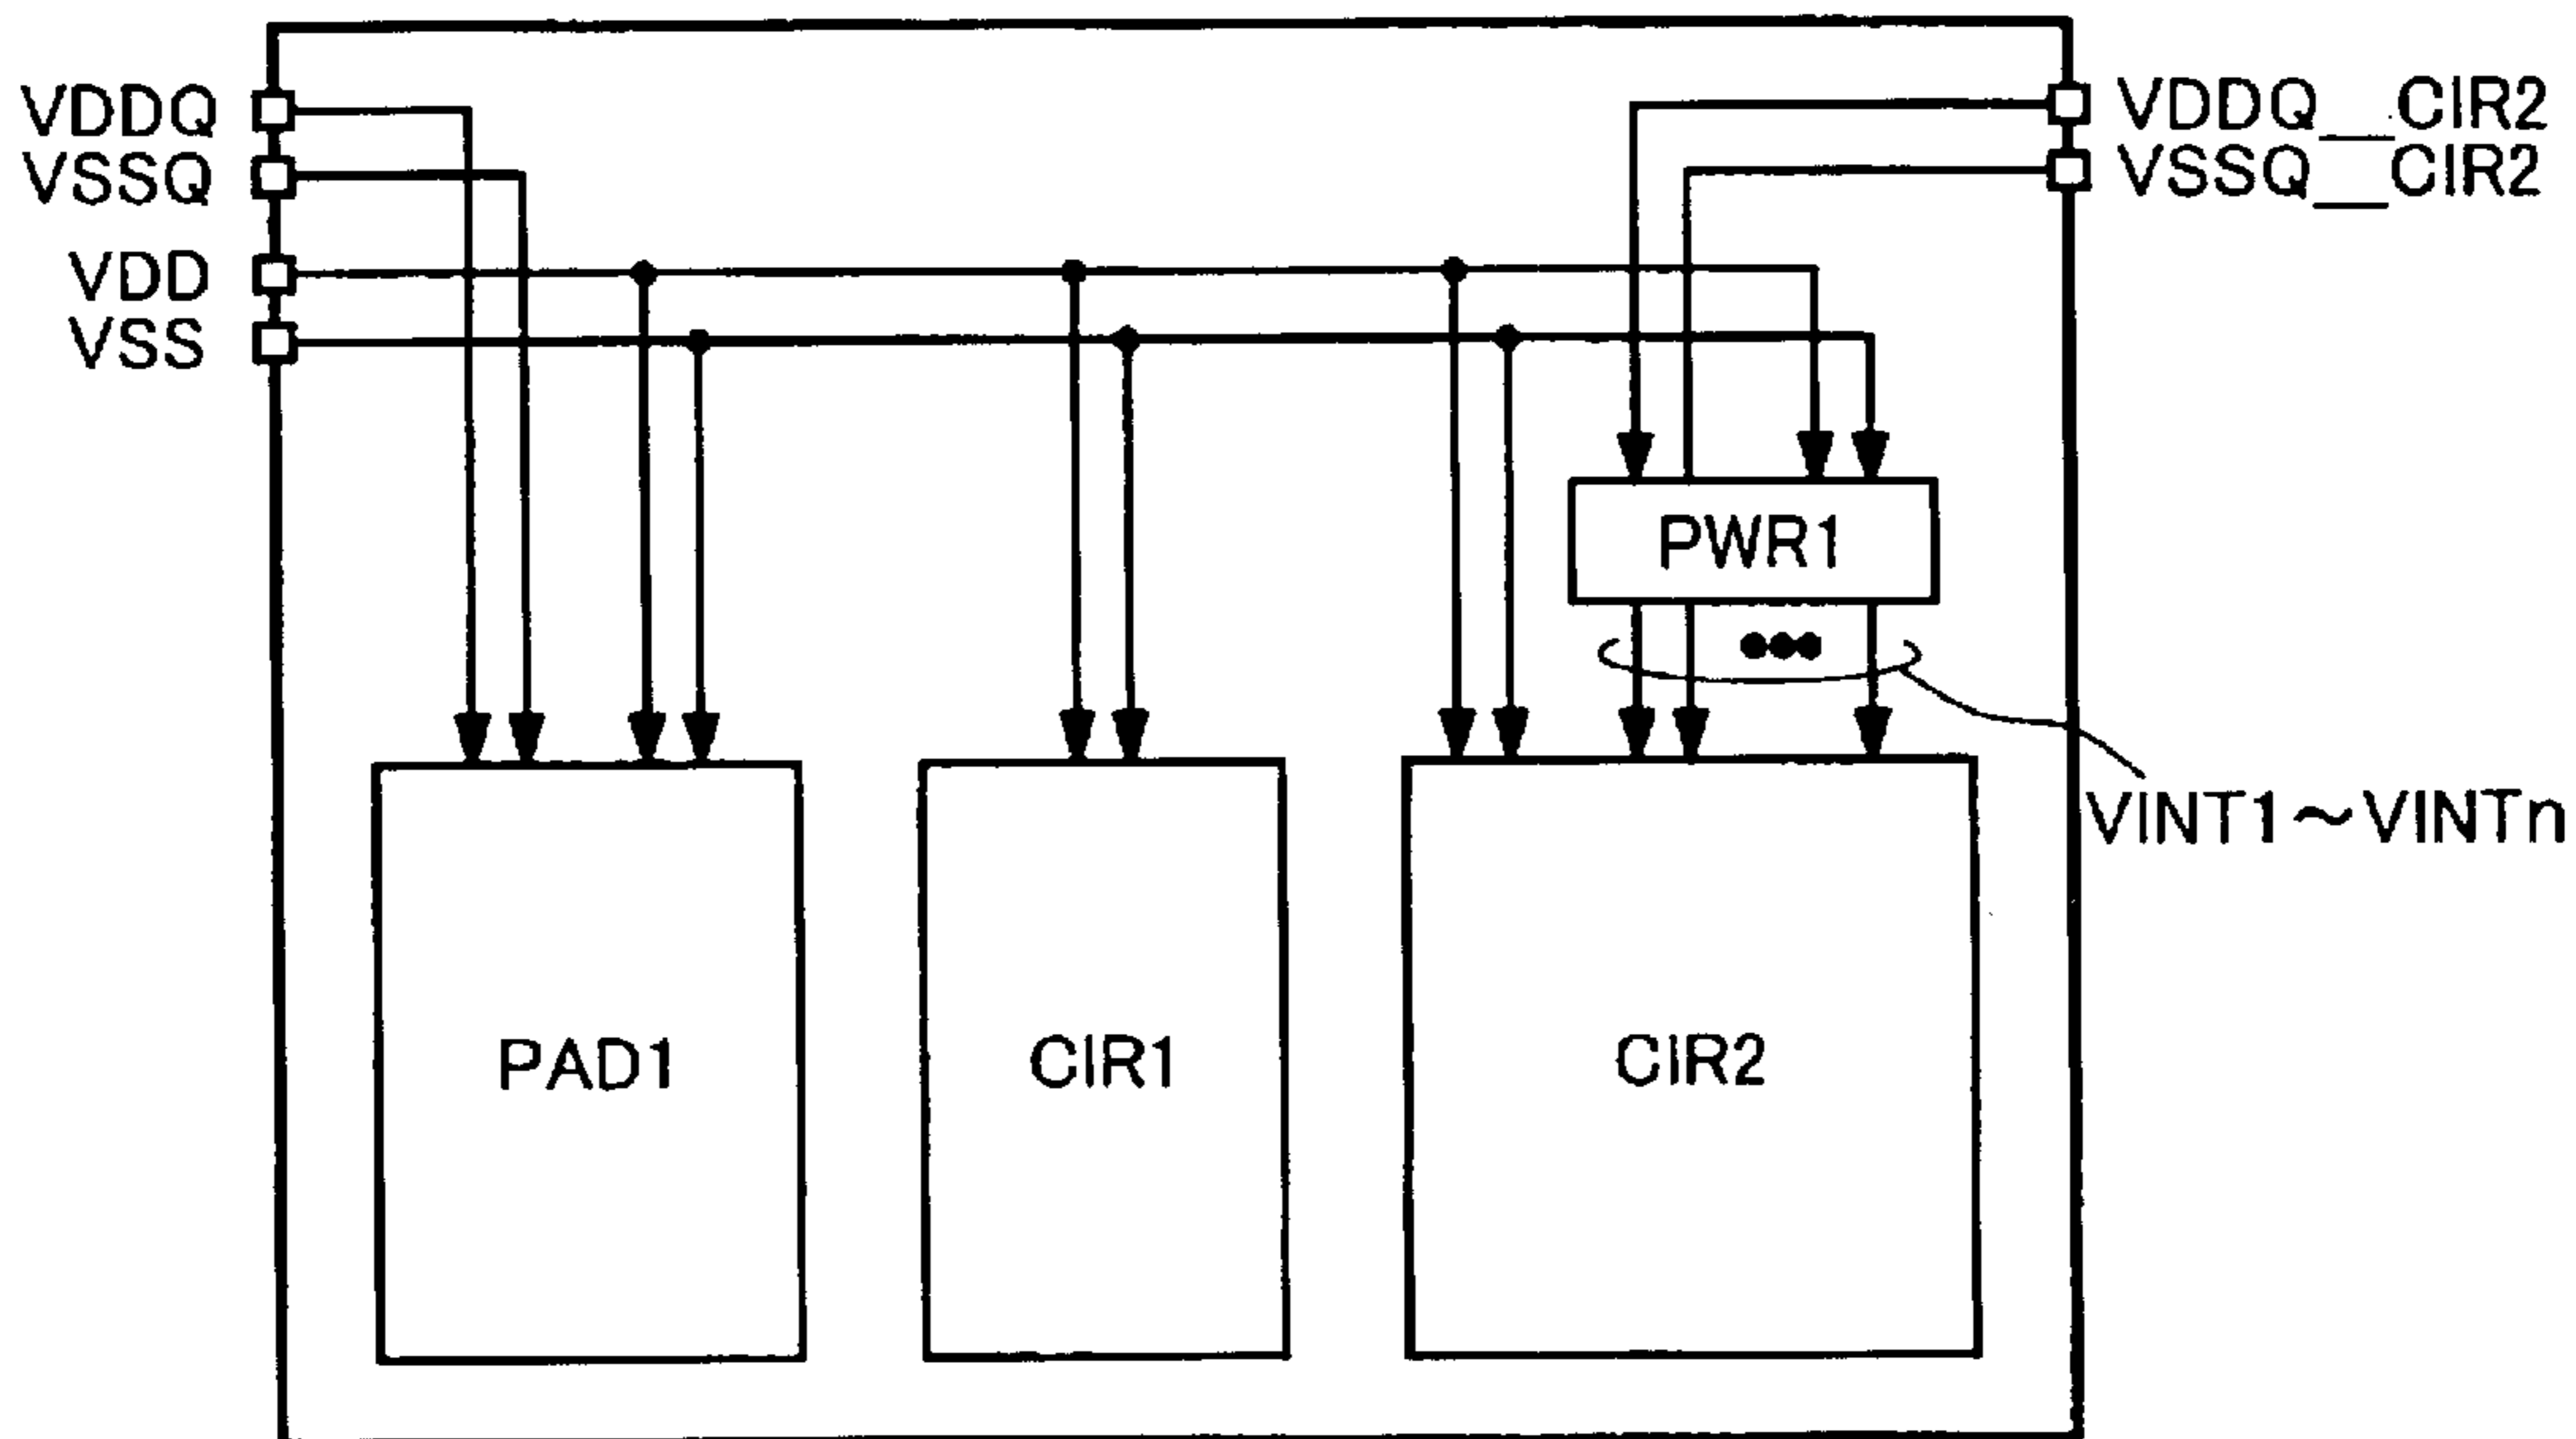 VDDQ
VSSQ
VDD
VSS
VDDQ__CIR2
VSSQ__CIR2
PWR1
VINT1～VINTn
PAD1
CIR1
CIR2